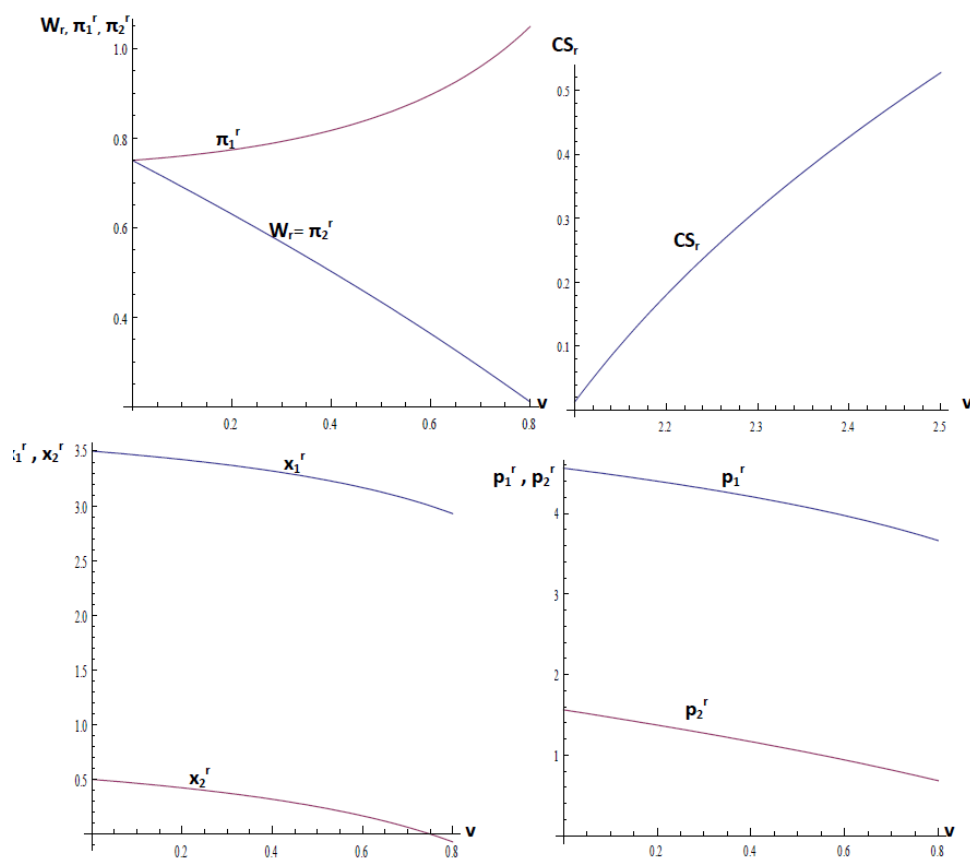 Wᵣ, π₁ʳ, π₂ʳ
1.0
0.8
0.6
0.4
π₁ʳ
Wᵣ= π₂ʳ
0.2 0.4 0.6 0.8
v
CSᵣ
0.5
0.4
0.3
0.2
0.1
CSᵣ
2.2 2.3 2.4 2.5
v
x₁ʳ , x₂ʳ
3.5
3.0
2.5
2.0
1.5
1.0
0.5
x₁ʳ
x₂ʳ
0.2 0.4 0.6 0.8
v
p₁ʳ , p₂ʳ
4
3
2
1
p₁ʳ
p₂ʳ
0.2 0.4 0.6 0.8
v